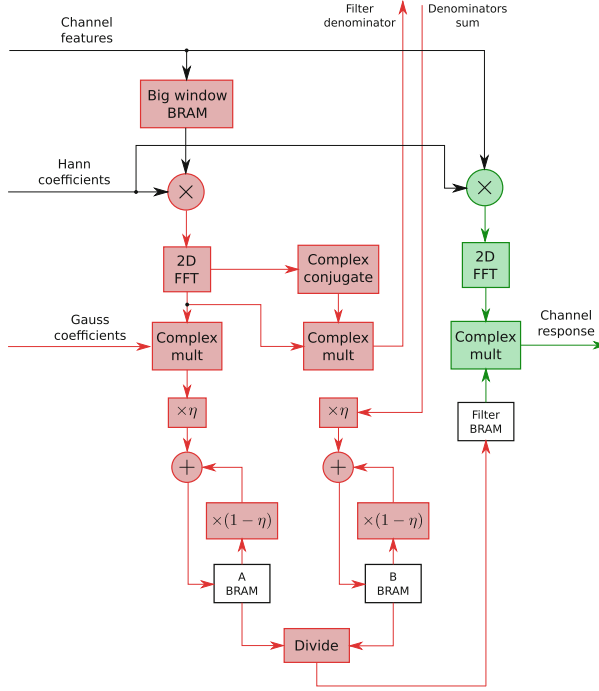 Channel
features
Filter
denominator
Denominators
sum
Big window
BRAM
Hann
coefficients
×
×
2D
FFT
Complex
conjugate
2D
FFT
Gauss
coefficients
Complex
mult
Complex
mult
Complex
mult
Channel
response
×η
×η
Filter
BRAM
+
+
×(1 − η)
×(1 − η)
A
BRAM
B
BRAM
Divide